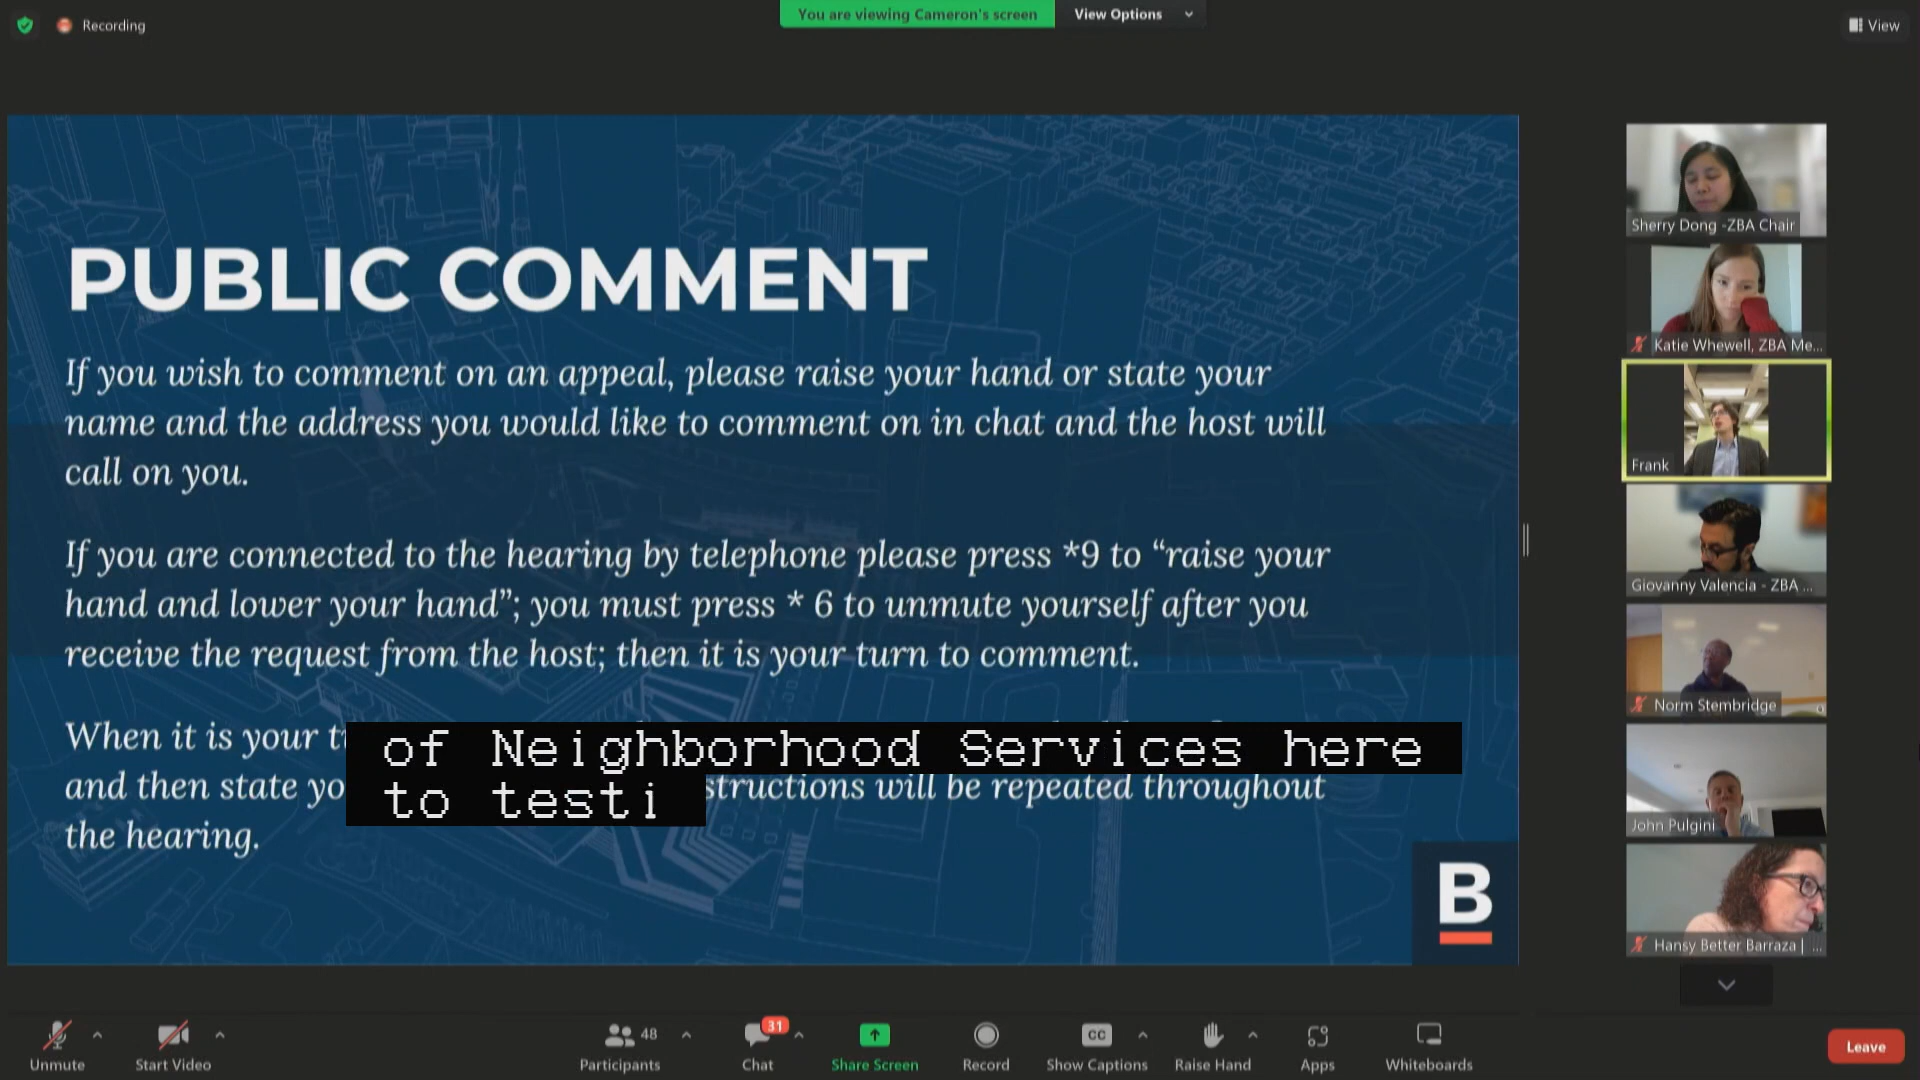 Recording
You are viewing Cameron's screen
View Options
View
PUBLIC COMMENT
If you wish to comment on an appeal, please raise your hand or state your
name and the address you would like to comment on in chat and the host will
call on you.
If you are connected to the hearing by telephone please press *9 to “raise your
hand and lower your hand”; you must press * 6 to unmute yourself after you
receive the request from the host; then it is your turn to comment.
When it is your
and then state structions will be repeated throughout
the hearing.
of Neighborhood Services here
to testi
B
Sherry Dong -ZBA Chair
Katie Whewell, ZBA Me...
Frank
Giovanny Valencia - ZBA ...
Norm Stembridge
John Pulgini
Hansy Better Barraza | ...
Unmute
Start Video
48
Participants
31
Chat
Share Screen
Record
CC
Show Captions
Raise Hand
Apps
Whiteboards
Leave